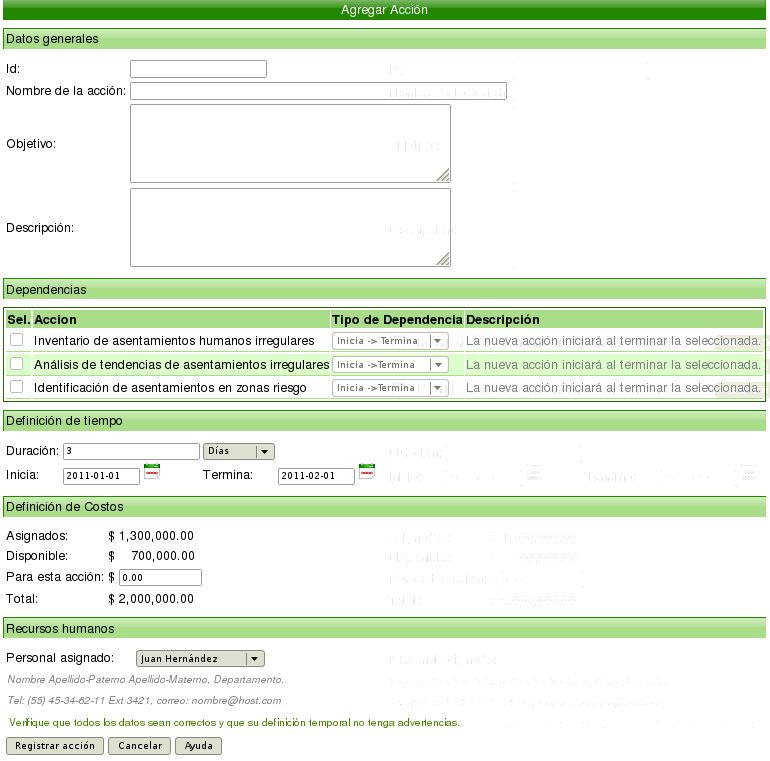 Agregar Acción
Datos generales
Id:
Nombre de la acción:
Objetivo:
Descripción:
Dependencias
Sel. Accion Tipo de Dependencia Descripción
Inventario de asentamientos humanos irregulares Inicia -> Termina La nueva acción iniciará al terminar la seleccionada.
Análisis de tendencias de asentamientos irregulares Inicia ->Termina La nueva acción iniciará al terminar la seleccionada.
Identificación de asentamientos en zonas riesgo Inicia ->Termina La nueva acción iniciará al terminar la seleccionada.
Definición de tiempo
Duración: 3 Días
Inicia: 2011-01-01 Termina: 2011-02-01
Definición de Costos
Asignados: $ 1,300,000.00
Disponible: $ 700,000.00
Para esta acción: $ 0.00
Total: $ 2,000,000.00
Recursos humanos
Personal asignado: Juan Hernández
Nombre Apellido-Paterno Apellido-Materno, Departamento.
Tel: (55) 45-34-62-11 Ext 3421, correo: nombre@host.com
Verifique que todos los datos sean correctos y que su definición temporal no tenga advertencias.
Registrar acción Cancelar Ayuda